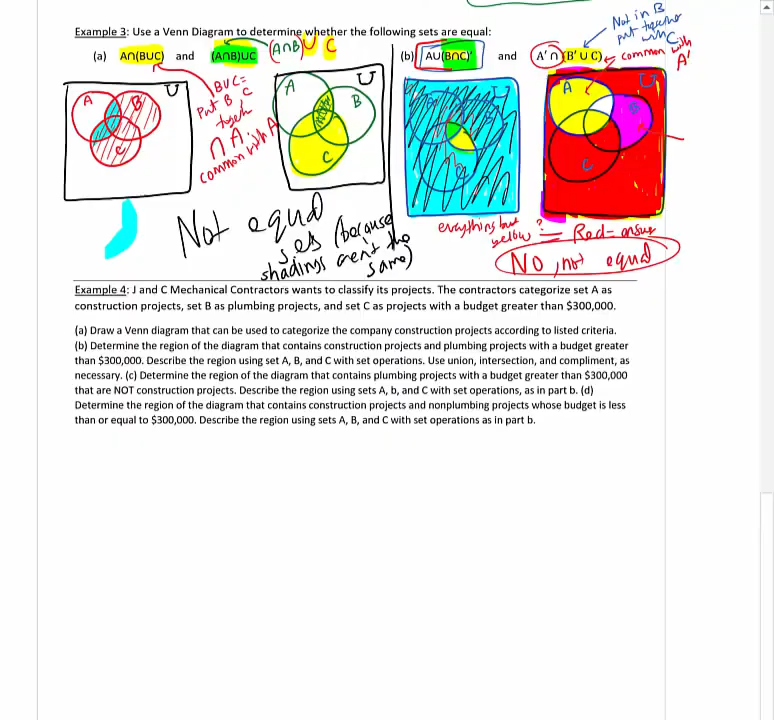 Example 3: Use a Venn Diagram to determine whether the following sets are equal:
(a) A∩(BUC) and (A∩B)UC
(A∩B) U C
(b) AU(B∩C)' and A' ∩ (B' U C)
Not in B
put together
with C
common with
A'
BUC=
Put B C
togeth
∩ A =
common with A
A B C U
A B C U
A B C U
A B C U
Not equal
sets (because
shadings aren't the
same)
everything but
yellow
?
=
Red = answer
No, not equal
Example 4: J and C Mechanical Contractors wants to classify its projects. The contractors categorize set A as
construction projects, set B as plumbing projects, and set C as projects with a budget greater than $300,000.
(a) Draw a Venn diagram that can be used to categorize the company construction projects according to listed criteria.
(b) Determine the region of the diagram that contains construction projects and plumbing projects with a budget greater
than $300,000. Describe the region using set A, B, and C with set operations. Use union, intersection, and compliment, as
necessary. (c) Determine the region of the diagram that contains plumbing projects with a budget greater than $300,000
that are NOT construction projects. Describe the region using sets A, b, and C with set operations, as in part b. (d)
Determine the region of the diagram that contains construction projects and nonplumbing projects whose budget is less
than or equal to $300,000. Describe the region using sets A, B, and C with set operations as in part b.